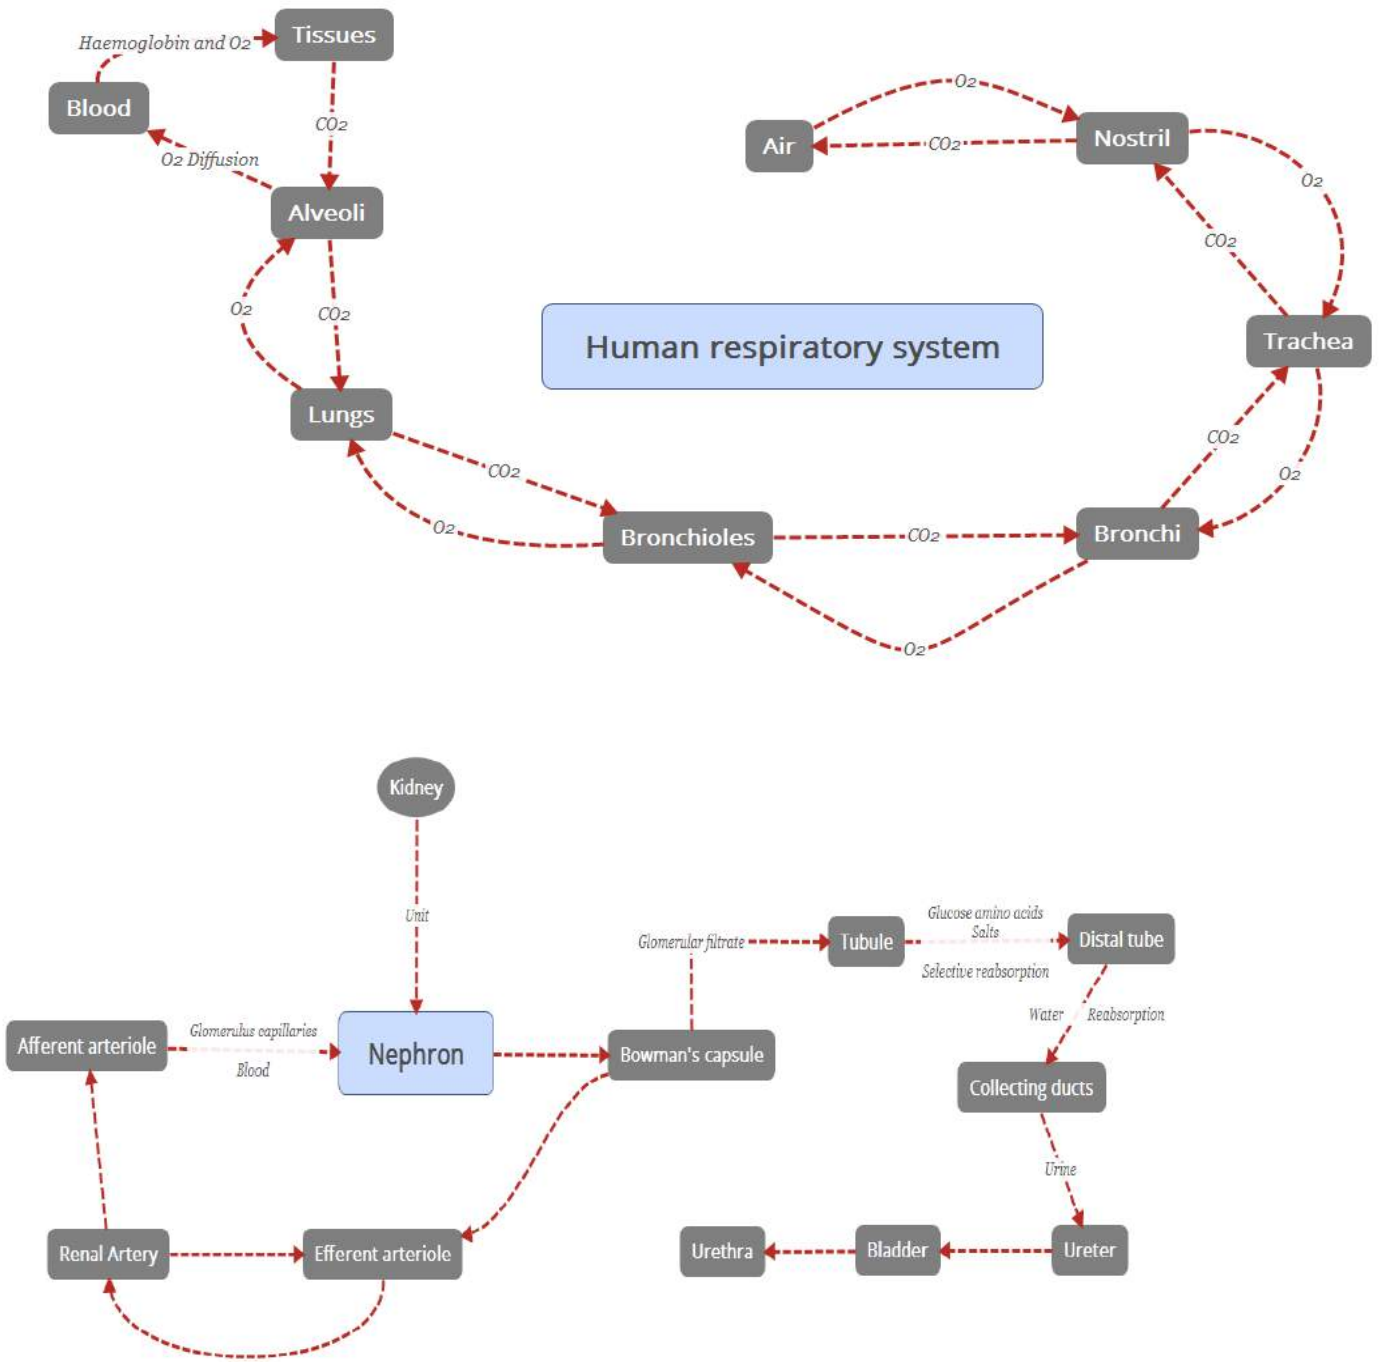 Tissues
Haemoglobin and O2
Blood
CO2
O2 Diffusion
Alveoli
O2
CO2
Lungs
CO2
O2
Bronchioles
CO2
O2
Bronchi
CO2
O2
Trachea
CO2
O2
Nostril
O2
CO2
Air
Human respiratory system
Kidney
Unit
Nephron
Afferent arteriole
Glomerulus capillaries
Blood
Renal Artery
Efferent arteriole
Bowman's capsule
Glomerular filtrate
Tubule
Glucose amino acids
Salts
Selective reabsorption
Distal tube
Water
Reabsorption
Collecting ducts
Urine
Ureter
Bladder
Urethra